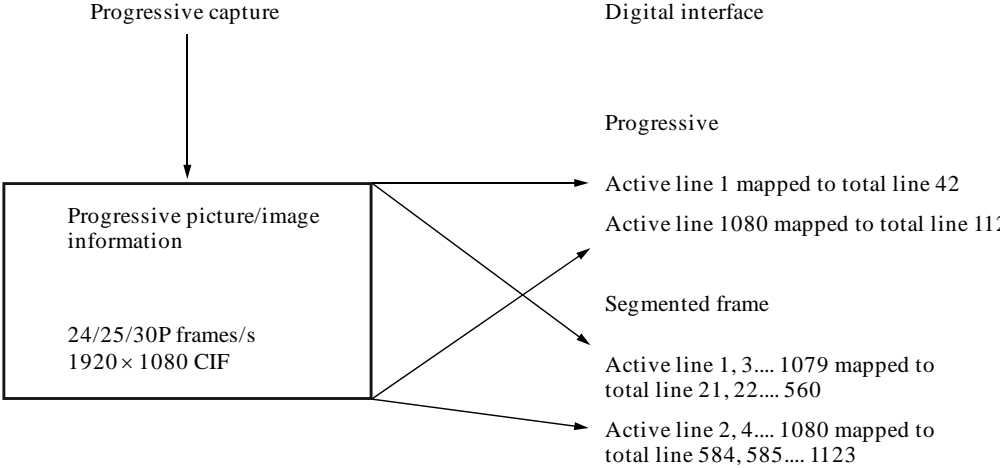 Progressive capture
Digital interface
Progressive
Active line 1 mapped to total line 42
Progressive picture/image
information
Active line 1080 mapped to total line 112
Segmented frame
24/25/30P frames/s
1920 × 1080 CIF
Active line 1, 3.... 1079 mapped to
total line 21, 22.... 560
Active line 2, 4.... 1080 mapped to
total line 584, 585.... 1123